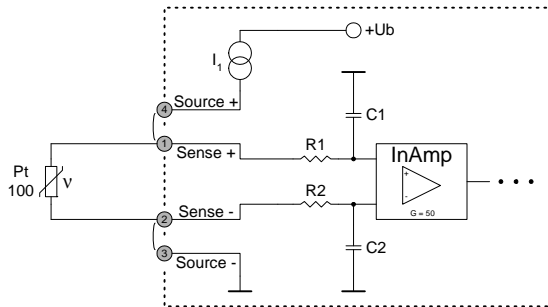 +Ub
I1
4
Source +
C1
1
Sense +
R1
InAmp
Pt
100
ν
+
-
R2
2
Sense -
G = 50
C2
3
Source -